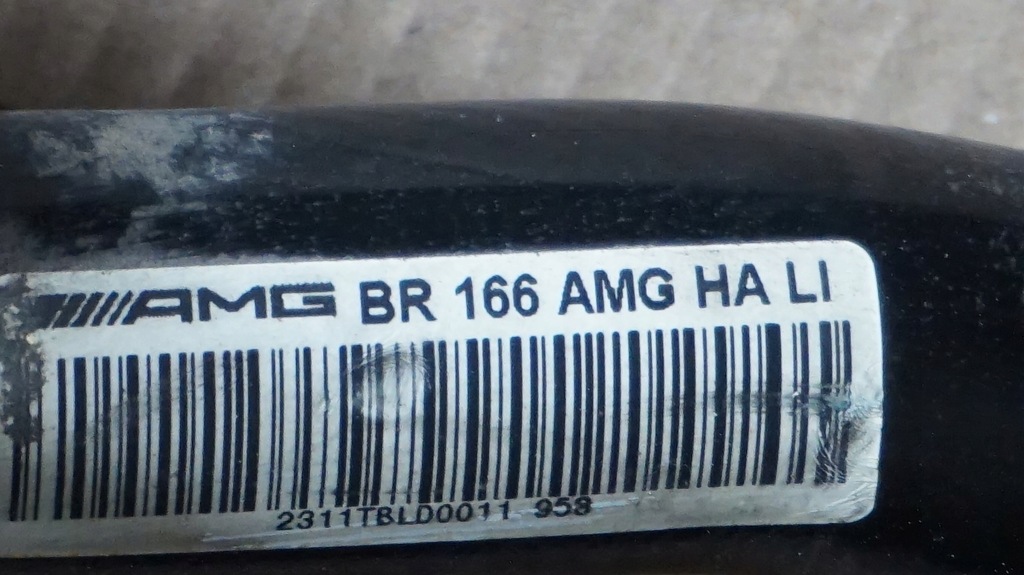 AMG BR 166 AMG HA LI
2311TBLD0011 958